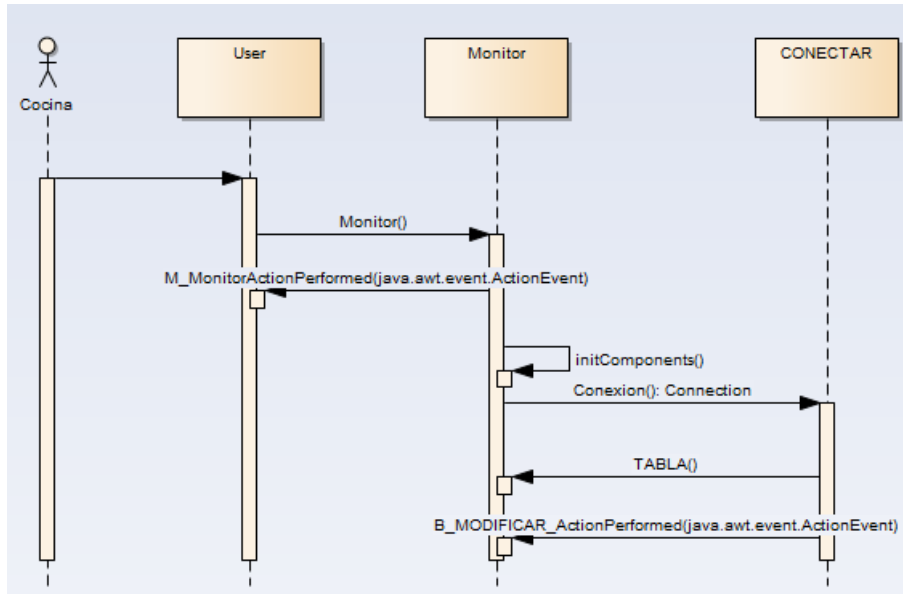 User
Monitor
CONECTAR
Cocina
Monitor()
M_MonitorActionPerformed(java.awt.event.ActionEvent)
initComponents()
Conexion(): Connection
TABLA()
B_MODIFICAR_ActionPerformed(java.awt.event.ActionEvent)